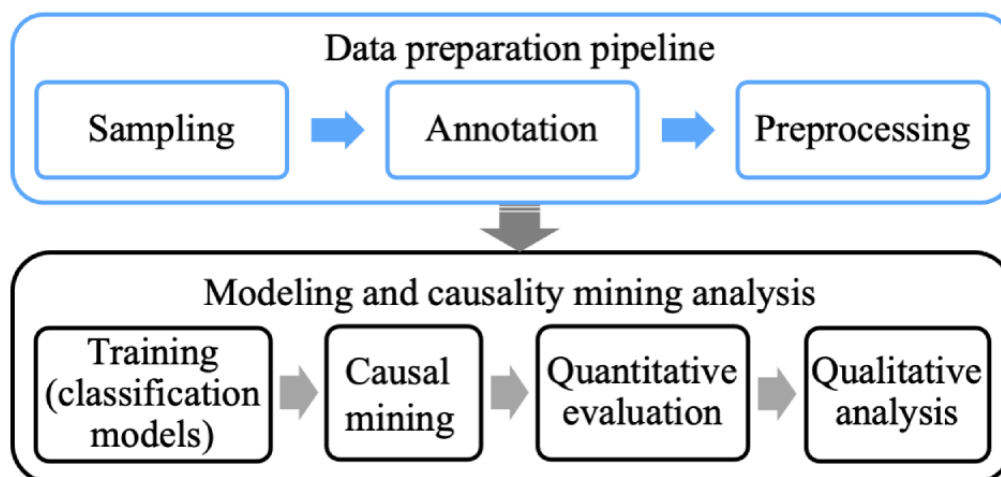 Data preparation pipeline
Sampling
Annotation
Preprocessing
Modeling and causality mining analysis
Training
(classification
models)
Causal
mining
Quantitative
evaluation
Qualitative
analysis